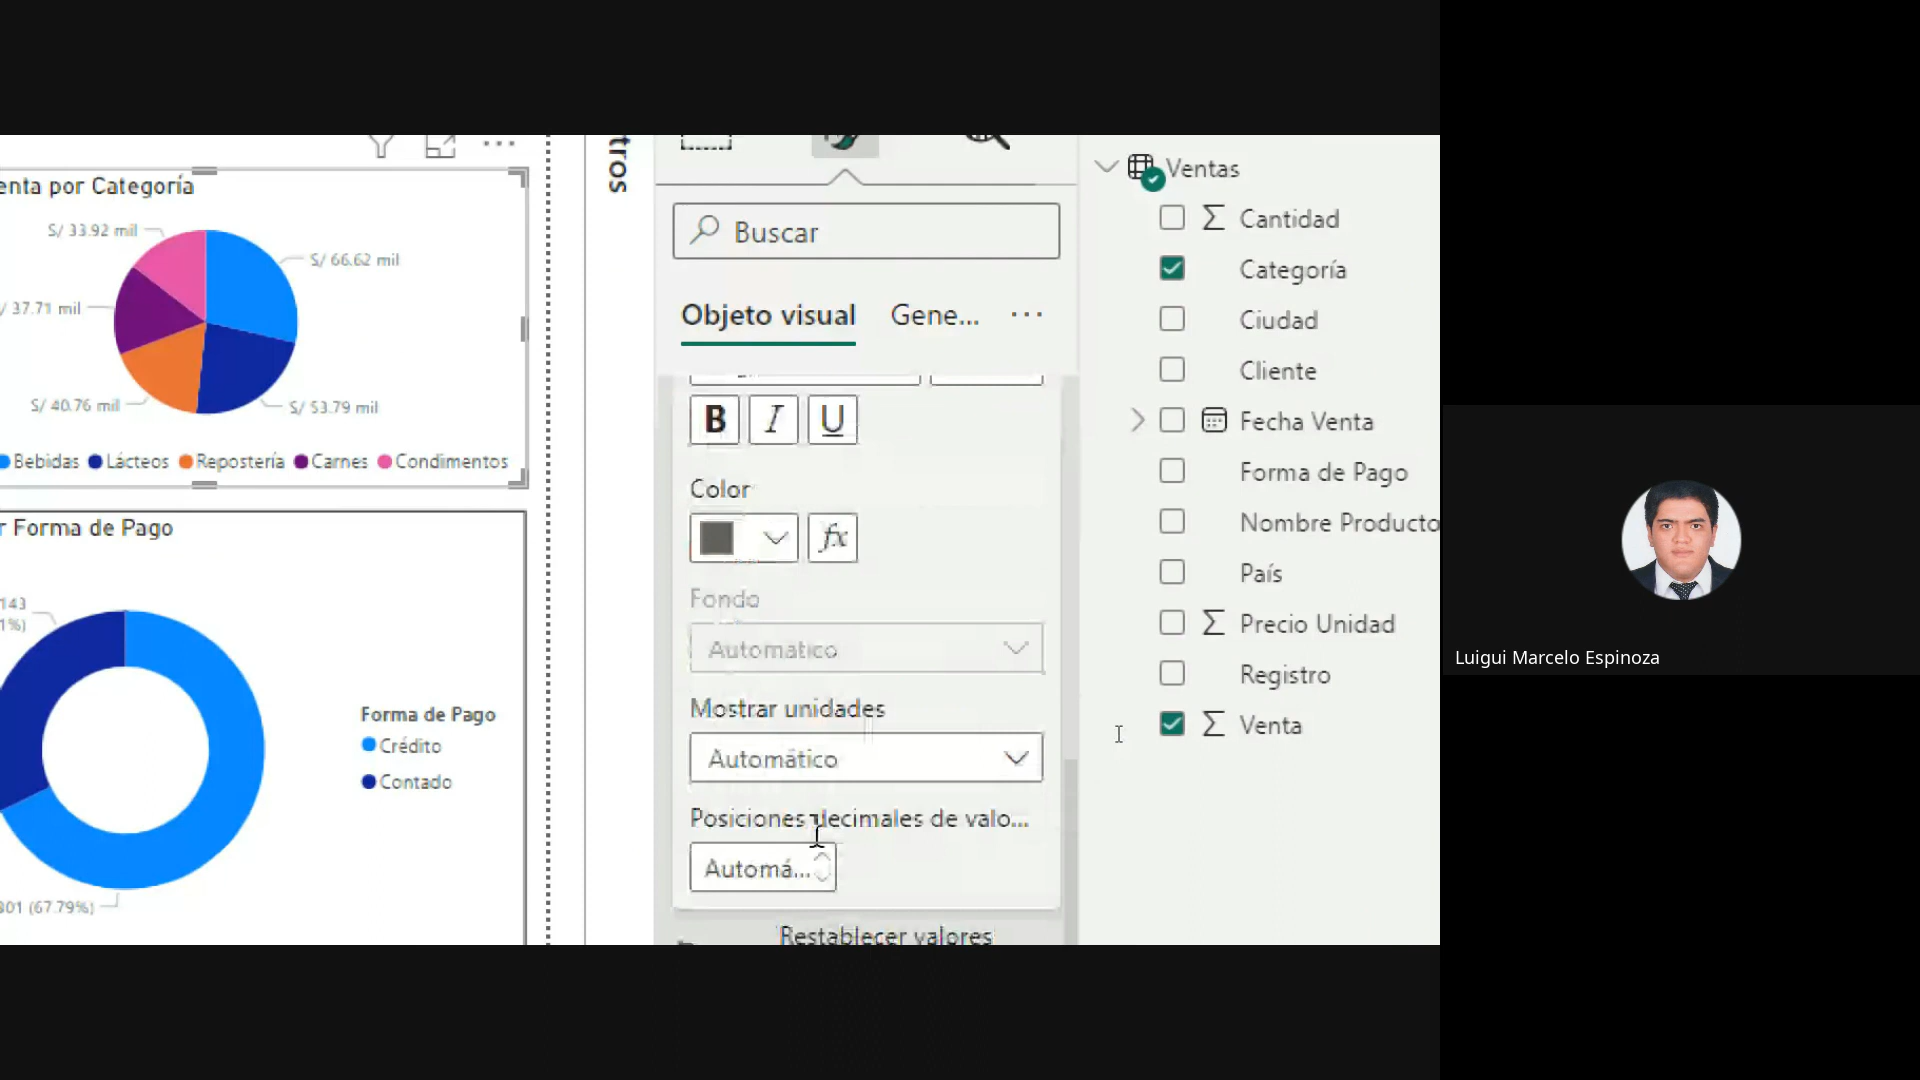 enta por Categoría
S/ 33.92 mil
S/ 66.62 mil
/ 37.71 mil
S/ 40.76 mil
S/ 53.79 mil
Bebidas Lácteos Repostería Carnes Condimentos
r Forma de Pago
143
1%)
Forma de Pago
Crédito
Contado
301 (67.79%)
tros
Buscar
Objeto visual Gene... ...
B I U
Color
fx
Fondo
Automático
Mostrar unidades
Automático
Posiciones decimales de valo...
Automá...
Restablecer valores
Ventas
Σ Cantidad
Categoría
Ciudad
Cliente
Fecha Venta
Forma de Pago
Nombre Producto
País
Σ Precio Unidad
Registro
Σ Venta
Luigui Marcelo Espinoza